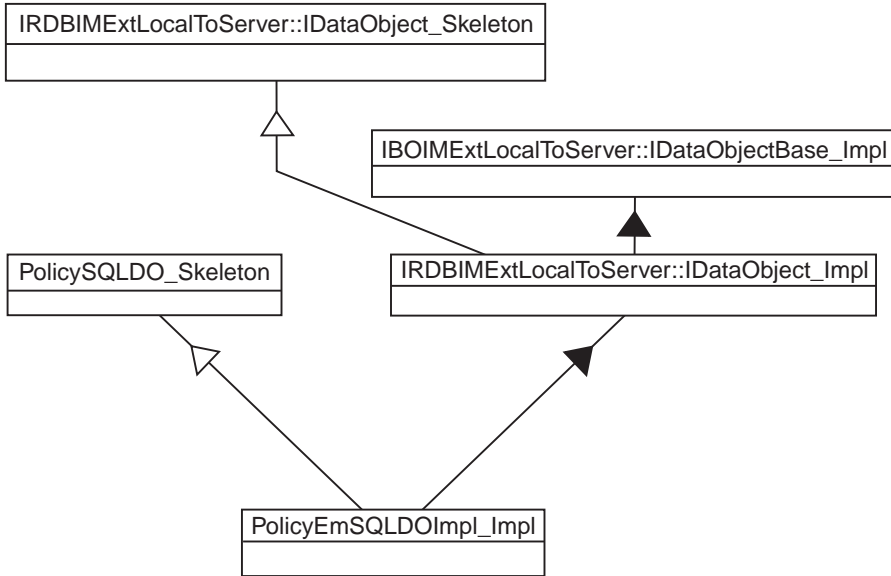 IRDBIMExtLocalToServer::IDataObject_Skeleton
IBOIMExtLocalToServer::IDataObjectBase_Impl
PolicySQLDO_Skeleton
IRDBIMExtLocalToServer::IDataObject_Impl
PolicyEmSQLDOImpl_Impl